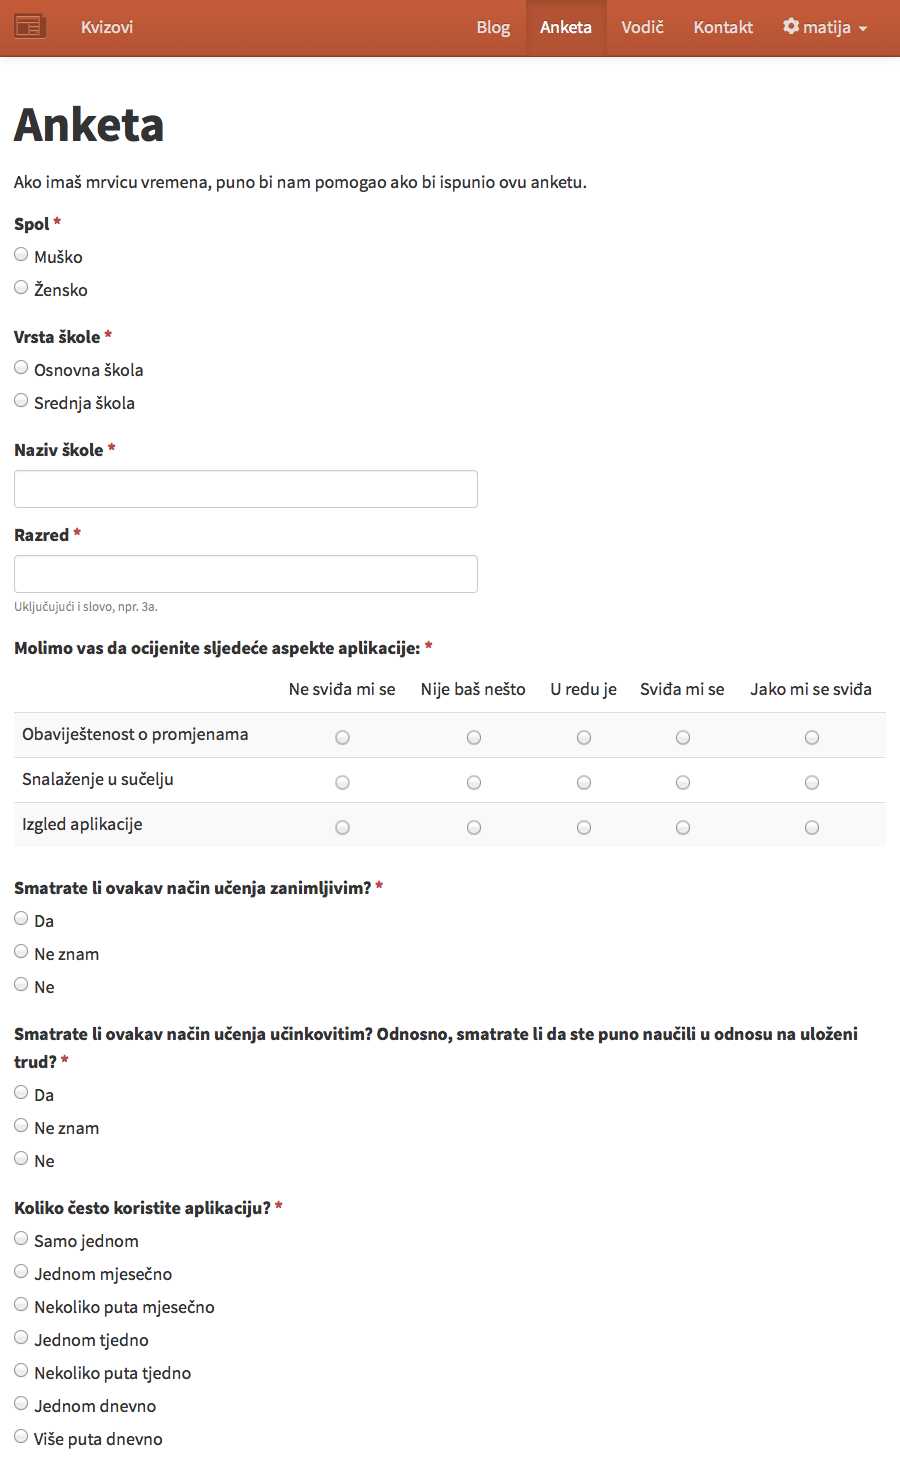 Kvizovi Blog Anketa Vodič Kontakt matija
Anketa
Ako imaš mrvicu vremena, puno bi nam pomogao ako bi ispunio ovu anketu.
Spol *
Muško
Žensko
Vrsta škole *
Osnovna škola
Srednja škola
Naziv škole *
Razred *
Uključujući i slovo, npr. 3a.
Molimo vas da ocijenite sljedeće aspekte aplikacije: *
Ne sviđa mi se Nije baš nešto U redu je Sviđa mi se Jako mi se sviđa
Obaviještenost o promjenama
Snalaženje u sučelju
Izgled aplikacije
Smatrate li ovakav način učenja zanimljivim? *
Da
Ne znam
Ne
Smatrate li ovakav način učenja učinkovitim? Odnosno, smatrate li da ste puno naučili u odnosu na uloženi
trud? *
Da
Ne znam
Ne
Koliko često koristite aplikaciju? *
Samo jednom
Jednom mjesečno
Nekoliko puta mjesečno
Jednom tjedno
Nekoliko puta tjedno
Jednom dnevno
Više puta dnevno